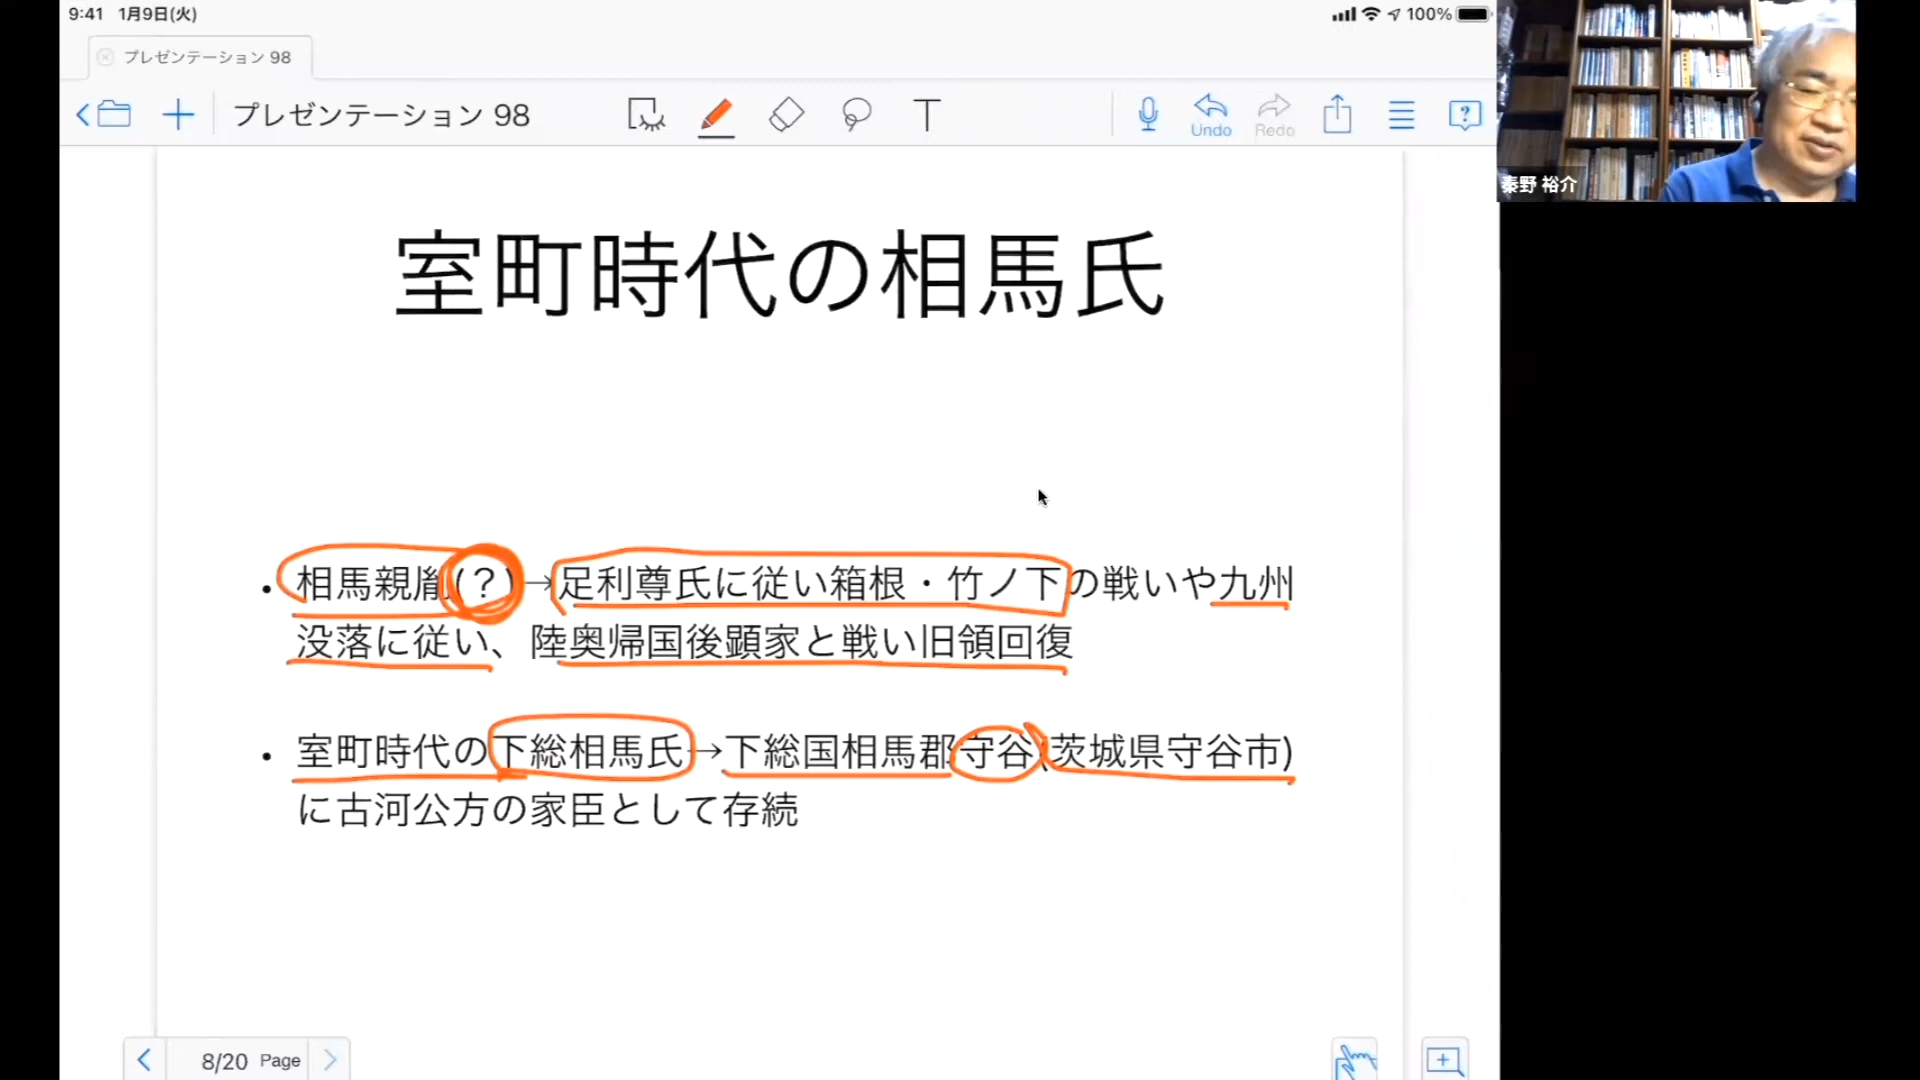 9:41 1月9日(火)
100%
プレゼンテーション 98
プレゼンテーション 98
T
Undo
Redo
?
秦野 裕介
室町時代の相馬氏
・相馬親胤(？)→足利尊氏に従い箱根・竹ノ下の戦いや九州
没落に従い、陸奥帰国後顕家と戦い旧領回復
・室町時代の下総相馬氏→下総国相馬郡守谷(茨城県守谷市)
に古河公方の家臣として存続
8/20 Page